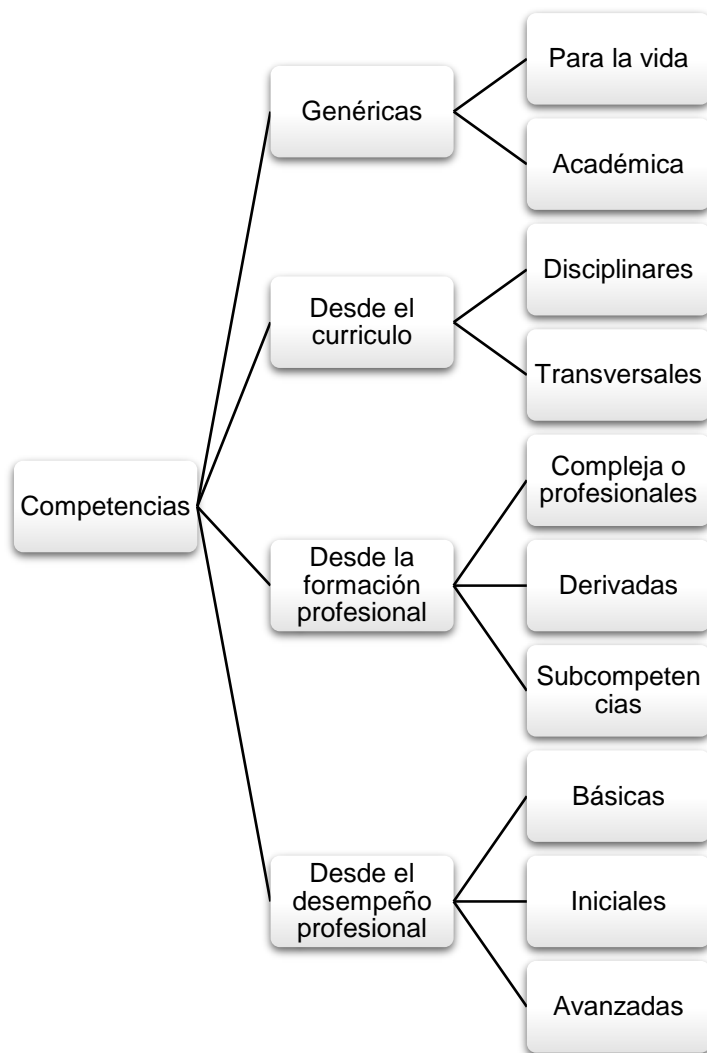 Competencias
Genéricas
Para la vida
Académica
Desde el
curriculo
Disciplinares
Transversales
Desde la
formación
profesional
Compleja o
profesionales
Derivadas
Subcompeten
cias
Desde el
desempeño
profesional
Básicas
Iniciales
Avanzadas